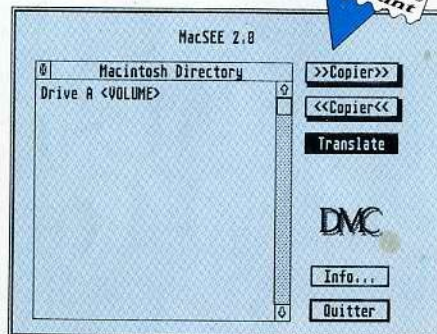 MacSEE 2.0
Macintosh Directory
Drive A <VOLUME>
>>Copier>>
<<Copier<<
Translate
DMC
Info...
Quitter